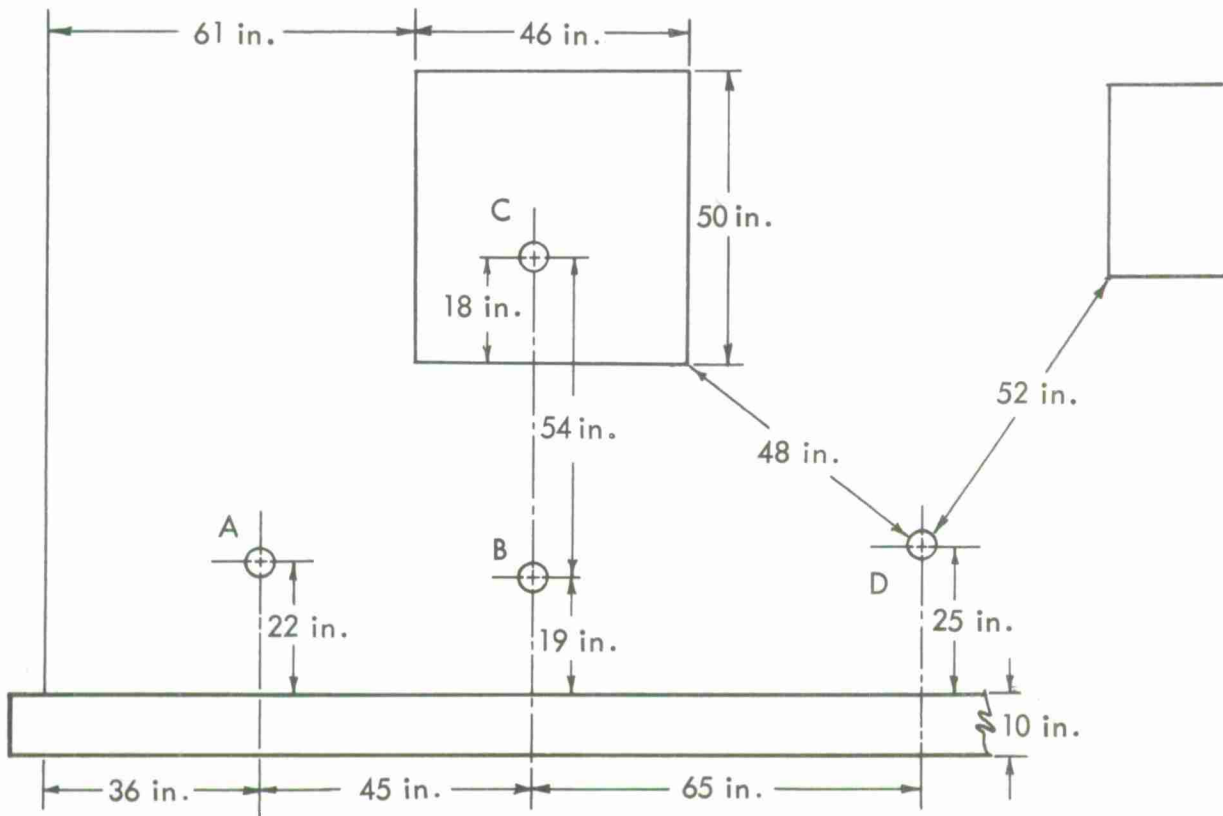 61 in.
46 in.
C
50 in.
18 in.
54 in.
52 in.
48 in.
A
B
D
22 in.
19 in.
25 in.
10 in.
36 in.
45 in.
65 in.